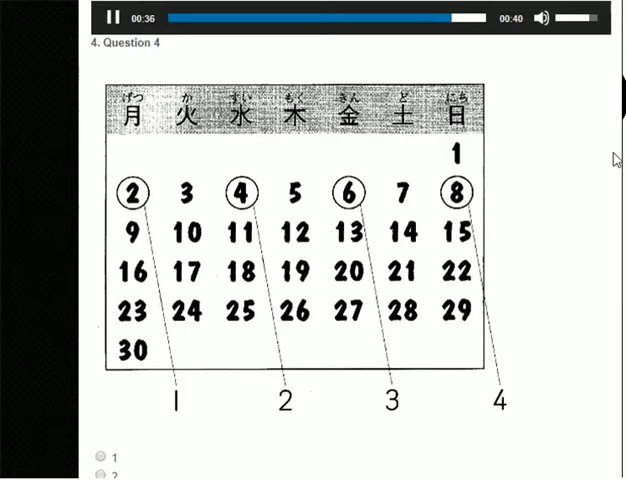 00:36 00:40
4. Question 4
げつ か すい もく きん ど にち
月 火 水 木 金 土 日
1
2 3 4 5 6 7 8
9 10 11 12 13 14 15
16 17 18 19 20 21 22
23 24 25 26 27 28 29
30
1 2 3 4
1
2